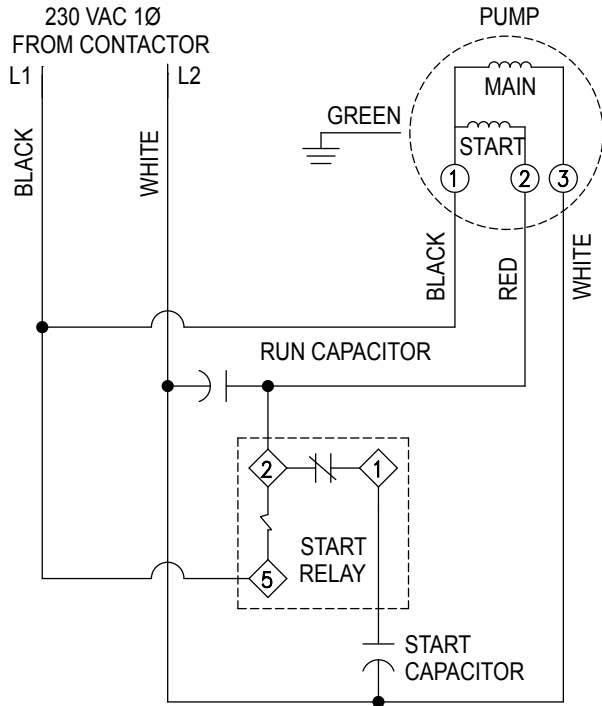 230 VAC 1Ø
FROM CONTACTOR
L1
L2
BLACK
WHITE
PUMP
MAIN
START
GREEN
1
2
3
BLACK
RED
WHITE
RUN CAPACITOR
2
1
5
START
RELAY
START
CAPACITOR